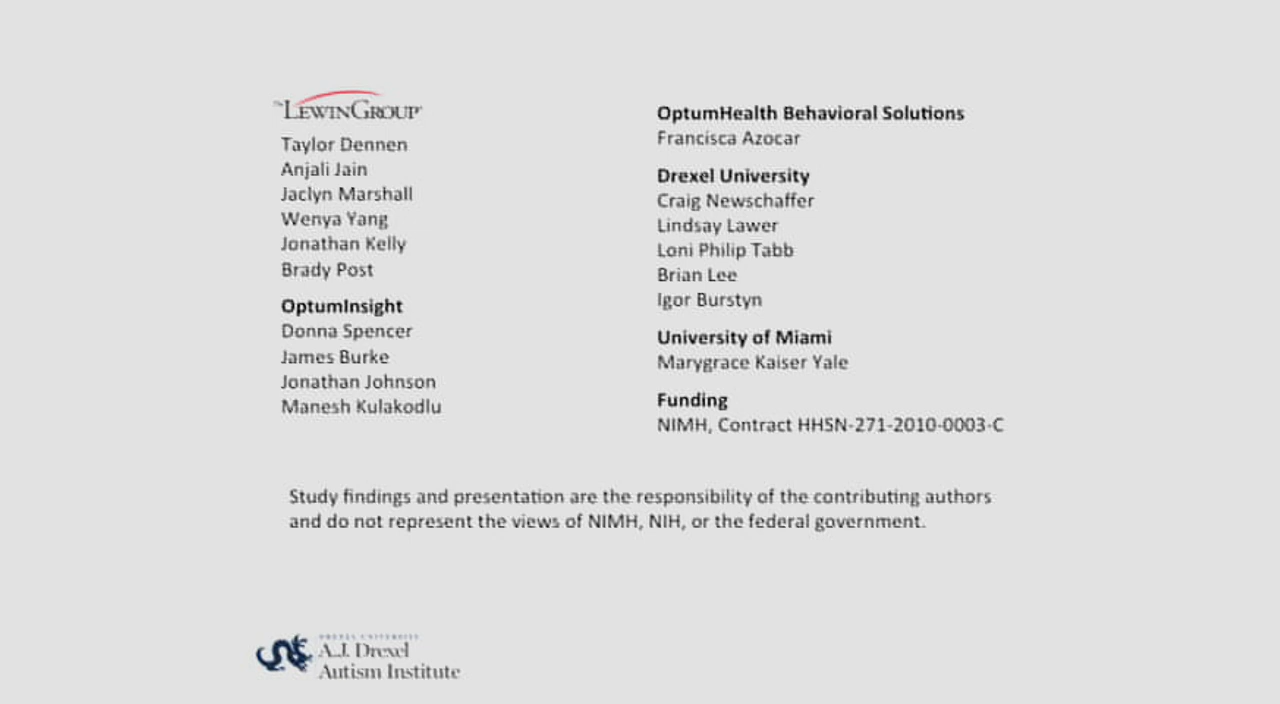 The LewinGroup
Taylor Dennen
Anjali Jain
Jaclyn Marshall
Wenya Yang
Jonathan Kelly
Brady Post
OptumInsight
Donna Spencer
James Burke
Jonathan Johnson
Manesh Kulakodlu
OptumHealth Behavioral Solutions
Francisca Azocar
Drexel University
Craig Newschaffer
Lindsay Lawer
Loni Philip Tabb
Brian Lee
Igor Burstyn
University of Miami
Marygrace Kaiser Yale
Funding
NIMH, Contract HHSN-271-2010-0003-C
Study findings and presentation are the responsibility of the contributing authors
and do not represent the views of NIMH, NIH, or the federal government.
DREXEL UNIVERSITY
A.J. Drexel
Autism Institute